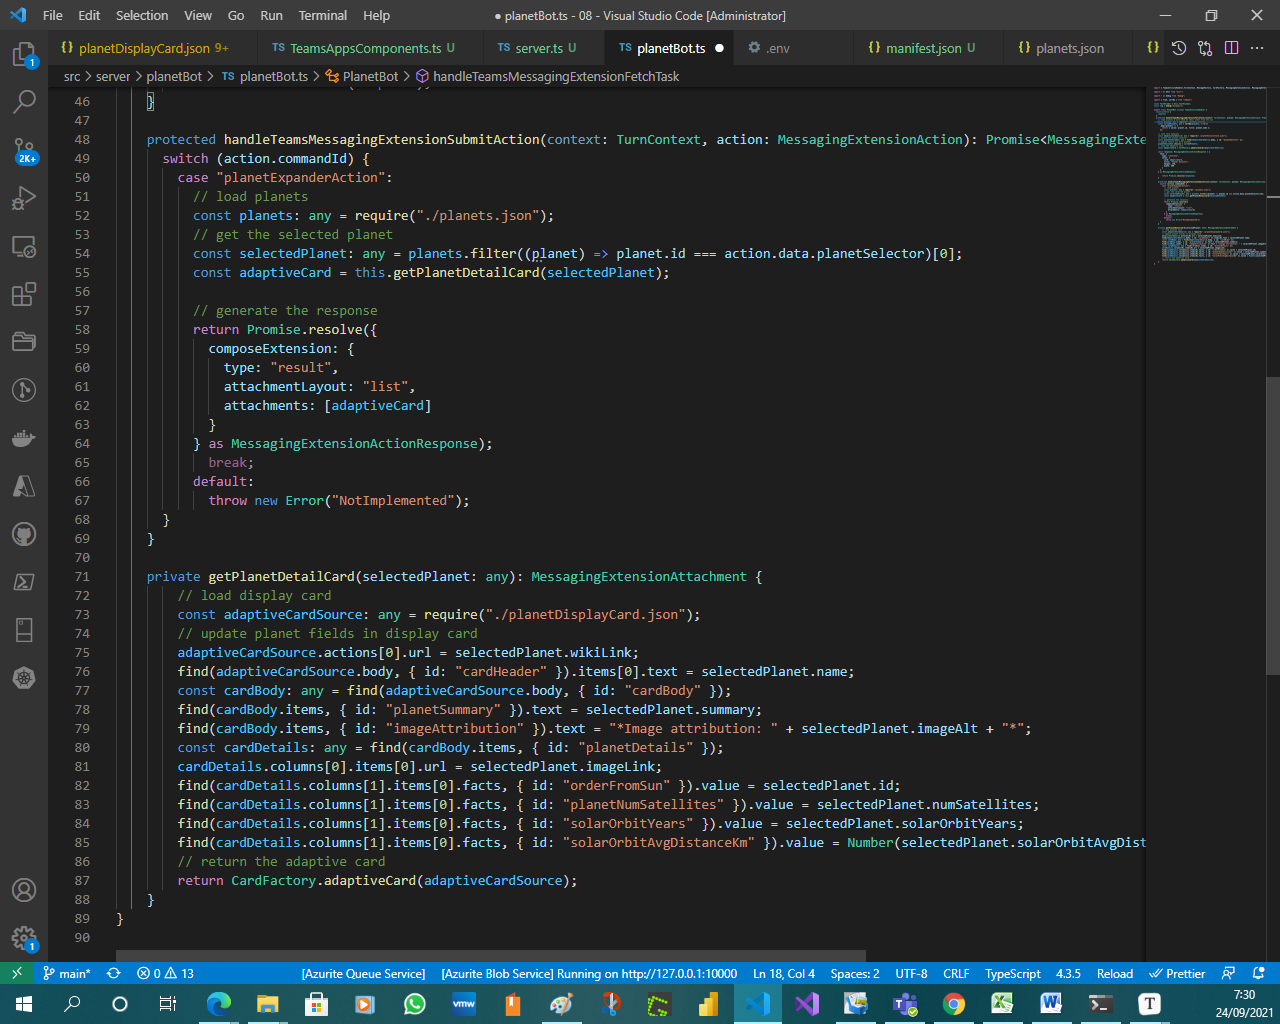 File Edit Selection View Go Run Terminal Help ● planetBot.ts - 08 - Visual Studio Code [Administrator]
{} planetDisplayCard.json 9+ TS TeamsAppsComponents.ts U TS server.ts U TS planetBot.ts ● .env {} manifest.json U {} planets.json {} ...
src > server > planetBot > TS planetBot.ts > PlanetBot > handleTeamsMessagingExtensionFetchTask
46 }
47
48 protected handleTeamsMessagingExtensionSubmitAction(context: TurnContext, action: MessagingExtensionAction): Promise<MessagingExte
49 switch (action.commandId) {
50 case "planetExpanderAction":
51 // load planets
52 const planets: any = require("./planets.json");
53 // get the selected planet
54 const selectedPlanet: any = planets.filter((planet) => planet.id === action.data.planetSelector)[0];
55 const adaptiveCard = this.getPlanetDetailCard(selectedPlanet);
56
57 // generate the response
58 return Promise.resolve({
59 composeExtension: {
60 type: "result",
61 attachmentLayout: "list",
62 attachments: [adaptiveCard]
63 }
64 } as MessagingExtensionActionResponse);
65 break;
66 default:
67 throw new Error("NotImplemented");
68 }
69 }
70
71 private getPlanetDetailCard(selectedPlanet: any): MessagingExtensionAttachment {
72 // load display card
73 const adaptiveCardSource: any = require("./planetDisplayCard.json");
74 // update planet fields in display card
75 adaptiveCardSource.actions[0].url = selectedPlanet.wikiLink;
76 find(adaptiveCardSource.body, { id: "cardHeader" }).items[0].text = selectedPlanet.name;
77 const cardBody: any = find(adaptiveCardSource.body, { id: "cardBody" });
78 find(cardBody.items, { id: "planetSummary" }).text = selectedPlanet.summary;
79 find(cardBody.items, { id: "imageAttribution" }).text = "*Image attribution: " + selectedPlanet.imageAlt + "*";
80 const cardDetails: any = find(cardBody.items, { id: "planetDetails" });
81 cardDetails.columns[0].items[0].url = selectedPlanet.imageLink;
82 find(cardDetails.columns[1].items[0].facts, { id: "orderFromSun" }).value = selectedPlanet.id;
83 find(cardDetails.columns[1].items[0].facts, { id: "planetNumSatellites" }).value = selectedPlanet.numSatellites;
84 find(cardDetails.columns[1].items[0].facts, { id: "solarOrbitYears" }).value = selectedPlanet.solarOrbitYears;
85 find(cardDetails.columns[1].items[0].facts, { id: "solarOrbitAvgDistanceKm" }).value = Number(selectedPlanet.solarOrbitAvgDist
86 // return the adaptive card
87 return CardFactory.adaptiveCard(adaptiveCardSource);
88 }
89 }
90
1
2K+
1
main* 0 13 [Azurite Queue Service] [Azurite Blob Service] Running on http://127.0.0.1:10000 Ln 18, Col 4 Spaces: 2 UTF-8 CRLF TypeScript 4.3.5 Reload Prettier
vmw T 7:30
24/09/2021